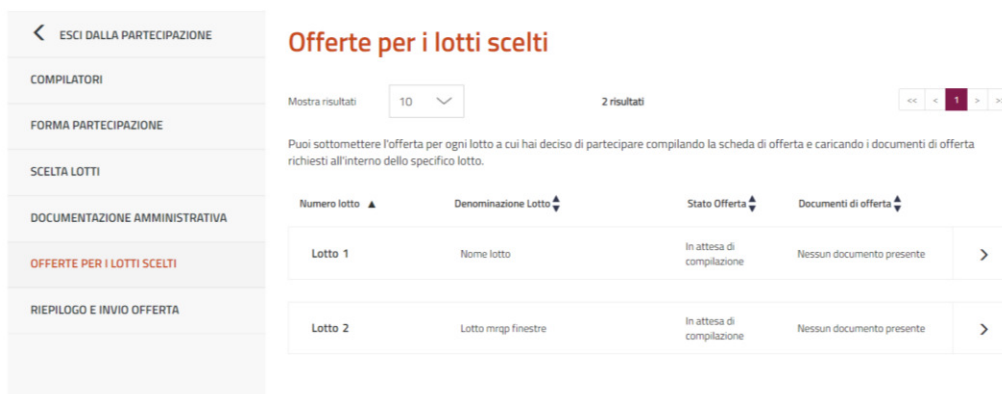 ESCI DALLA PARTECIPAZIONE
COMPILATORI
FORMA PARTECIPAZIONE
SCELTA LOTTI
DOCUMENTAZIONE AMMINISTRATIVA
OFFERTE PER I LOTTI SCELTI
RIEPILOGO E INVIO OFFERTA
Offerte per i lotti scelti
Mostra risultati 10 2 risultati << < 1 > >>
Puoi sottomettere l'offerta per ogni lotto a cui hai deciso di partecipare compilando la scheda di offerta e caricando i documenti di offerta
richiesti all'interno dello specifico lotto.
Numero lotto ▲ Denominazione Lotto Stato Offerta Documenti di offerta
Lotto 1 Nome lotto In attesa di
compilazione Nessun documento presente >
Lotto 2 Lotto mrqp finestre In attesa di
compilazione Nessun documento presente >